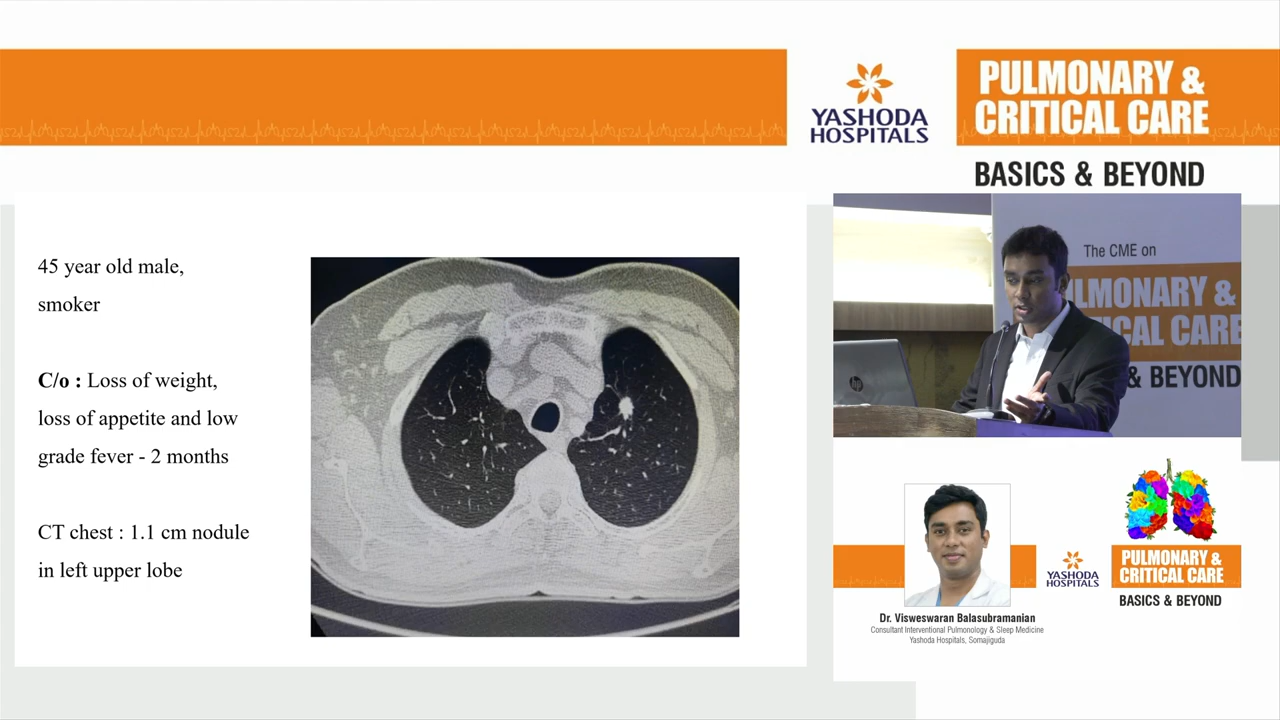 YASHODA
HOSPITALS
PULMONARY &
CRITICAL CARE
BASICS & BEYOND
45 year old male,
smoker
C/o : Loss of weight,
loss of appetite and low
grade fever - 2 months
CT chest : 1.1 cm nodule
in left upper lobe
The CME on
LMONARY &
ICAL CARE
& BEYOND
hp
YASHODA
HOSPITALS
PULMONARY &
CRITICAL CARE
BASICS & BEYOND
Dr. Visweswaran Balasubramanian
Consultant Interventional Pulmonology & Sleep Medicine
Yashoda Hospitals, Somajiguda